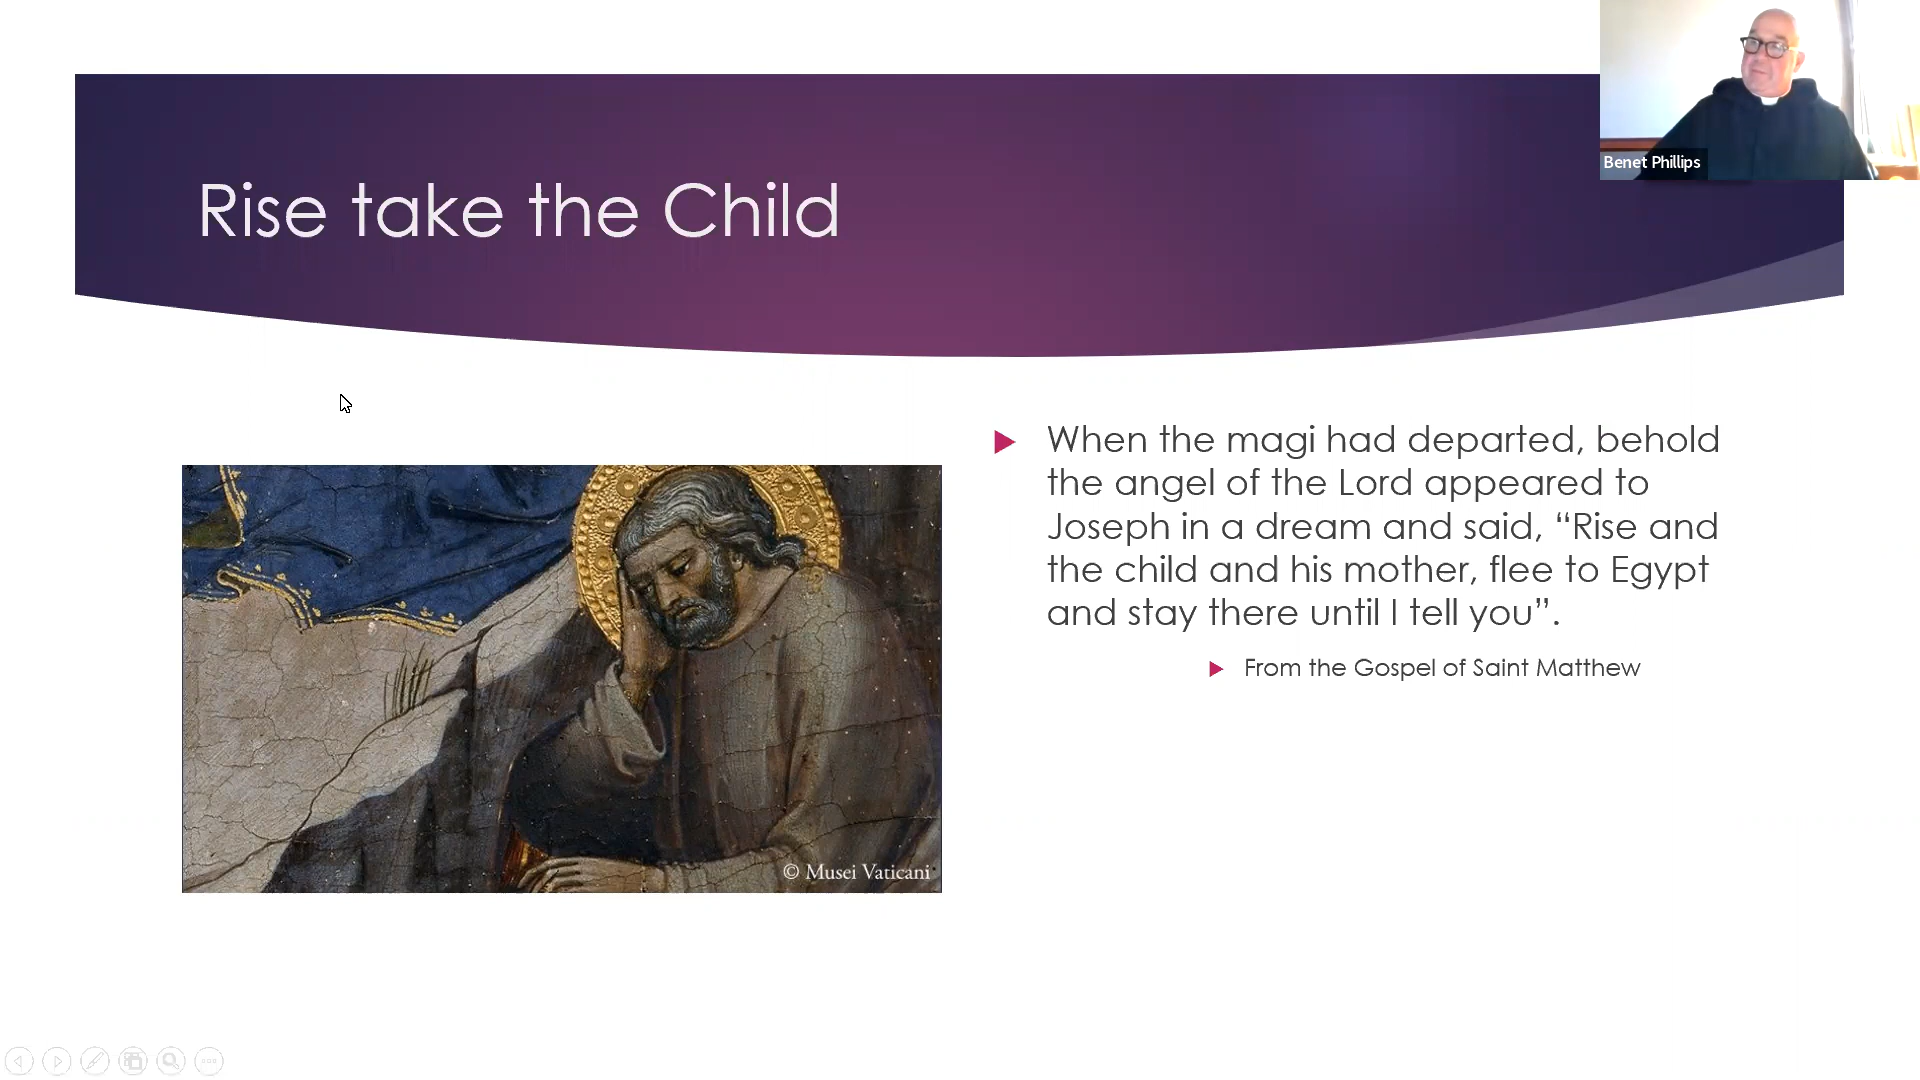 Benet Phillips
Rise take the Child
When the magi had departed, behold
the angel of the Lord appeared to
Joseph in a dream and said, “Rise and
the child and his mother, flee to Egypt
and stay there until I tell you”.
From the Gospel of Saint Matthew
© Musei Vaticani